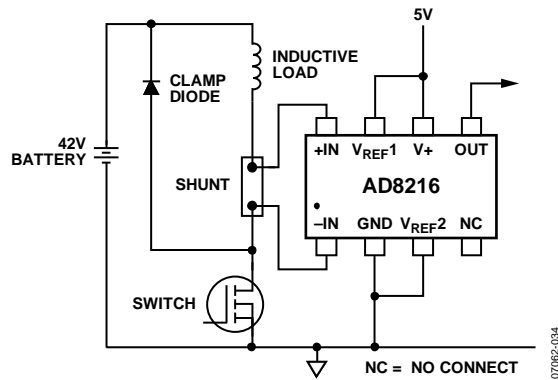 5V
INDUCTIVE
LOAD
CLAMP
DIODE
42V
BATTERY
SHUNT
+IN VREF1 V+ OUT
AD8216
–IN GND VREF2 NC
SWITCH
NC = NO CONNECT
07062-034